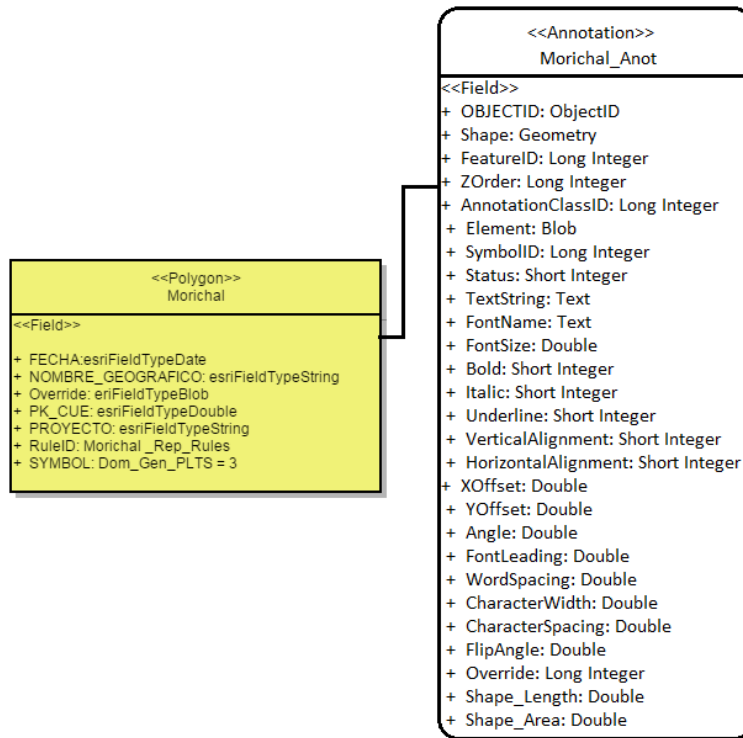 <<Annotation>>
Morichal_Anot
<<Field>>
+ OBJECTID: ObjectID
+ Shape: Geometry
+ FeatureID: Long Integer
+ ZOrder: Long Integer
+ AnnotationClassID: Long Integer
+ Element: Blob
+ SymbolID: Long Integer
+ Status: Short Integer
+ TextString: Text
+ FontName: Text
+ FontSize: Double
+ Bold: Short Integer
+ Italic: Short Integer
+ Underline: Short Integer
+ VerticalAlignment: Short Integer
+ HorizontalAlignment: Short Integer
+ XOffset: Double
+ YOffset: Double
+ Angle: Double
+ FontLeading: Double
+ WordSpacing: Double
+ CharacterWidth: Double
+ CharacterSpacing: Double
+ FlipAngle: Double
+ Override: Long Integer
+ Shape_Length: Double
+ Shape_Area: Double
<<Polygon>>
Morichal
<<Field>>
+ FECHA:esriFieldTypeDate
+ NOMBRE_GEOGRAFICO: esriFieldTypeString
+ Override: eriFieldTypeBlob
+ PK_CUE: esriFieldTypeDouble
+ PROYECTO: esriFieldTypeString
+ RuleID: Morichal _Rep_Rules
+ SYMBOL: Dom_Gen_PLTS = 3